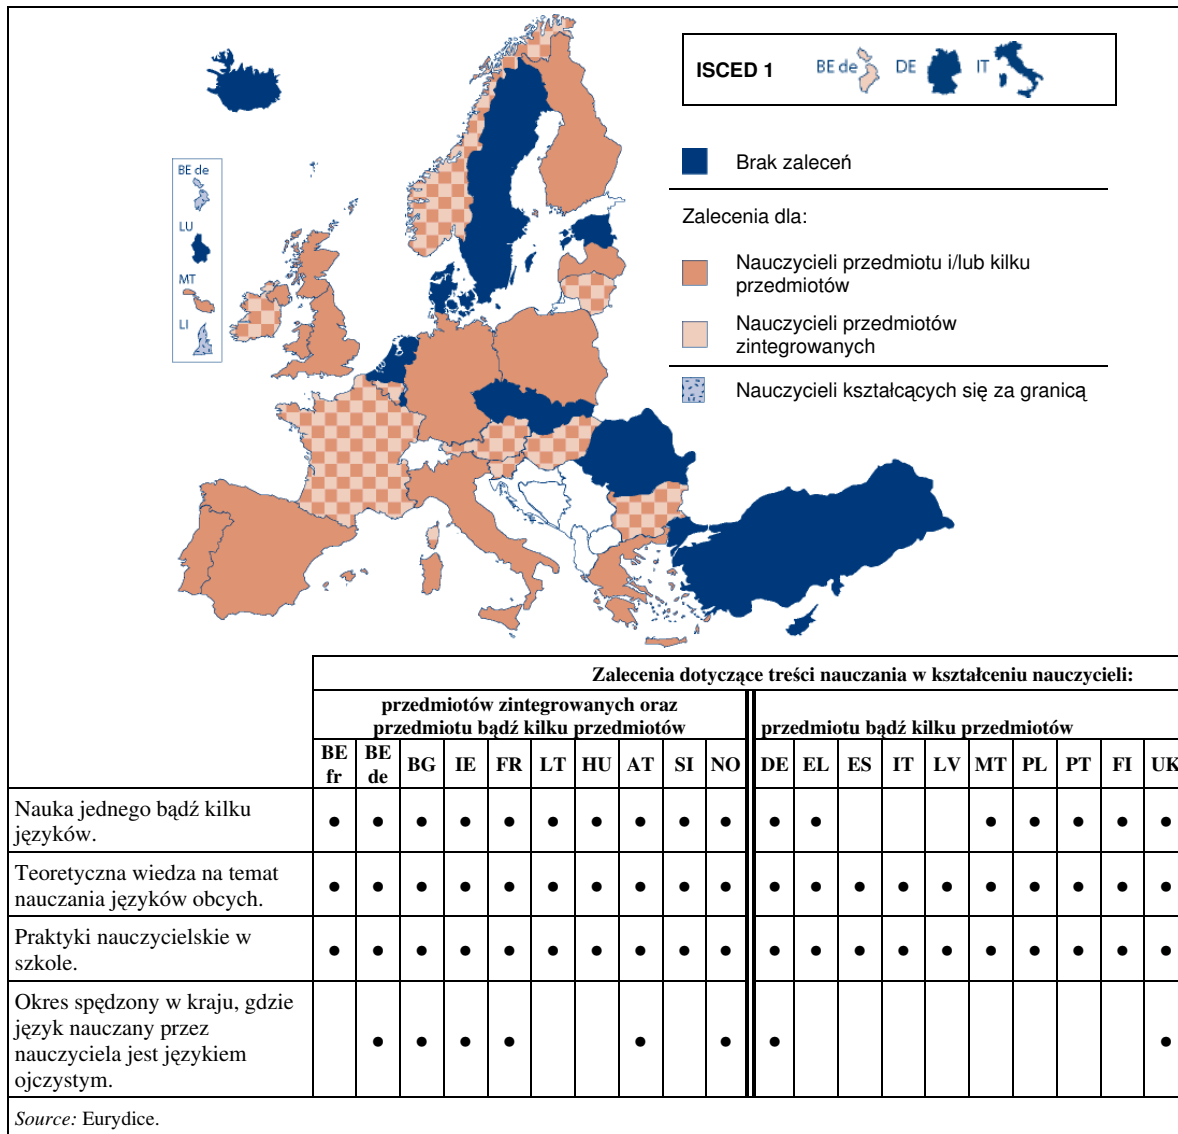 ISCED 1
BE de
DE
IT
BE de
LU
MT
LI
Brak zaleceń
Zalecenia dla:
Nauczycieli przedmiotu i/lub kilku
przedmiotów
Nauczycieli przedmiotów
zintegrowanych
Nauczycieli kształcących się za granicą
Zalecenia dotyczące treści nauczania w kształceniu nauczycieli:
przedmiotów zintegrowanych oraz
przedmiotu bądź kilku przedmiotów
przedmiotu bądź kilku przedmiotów
BE fr BE de BG IE FR LT HU AT SI NO DE EL ES IT LV MT PL PT FI UK
Nauka jednego bądź kilku
języków.
● ● ● ● ● ● ● ● ● ● ● ● ● ● ● ● ●
Teoretyczna wiedza na temat
nauczania języków obcych.
● ● ● ● ● ● ● ● ● ● ● ● ● ● ● ● ● ● ● ●
Praktyki nauczycielskie w
szkole.
● ● ● ● ● ● ● ● ● ● ● ● ● ● ● ● ● ● ● ●
Okres spędzony w kraju, gdzie
język nauczany przez
nauczyciela jest językiem
ojczystym.
● ● ● ● ● ● ● ●
Source: Eurydice.